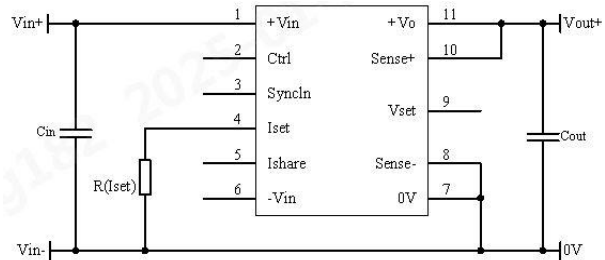 Vin+ 1 +Vin +Vo 11 Vout+
2 Ctrl Sense+ 10
3 SyncIn
Vset 9
4 Iset
Cin Cout
5 Ishare Sense- 8
R(Iset)
6 -Vin 0V 7
Vin- 0V